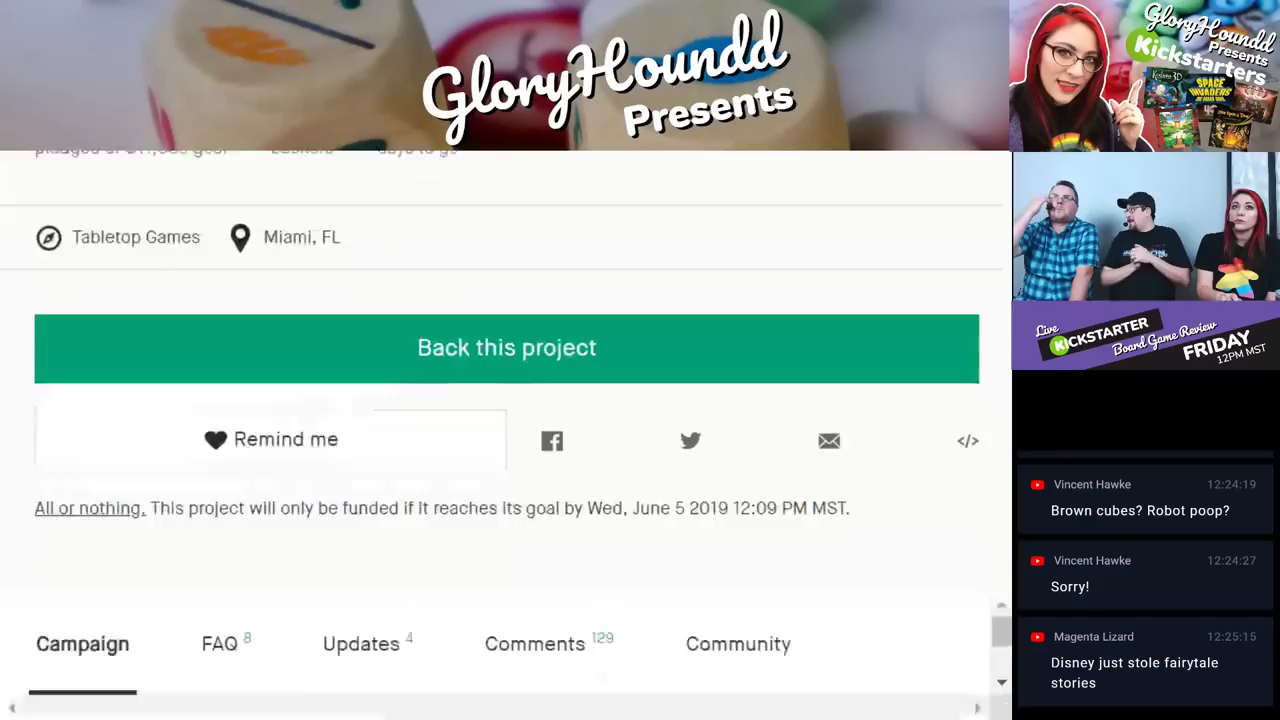 GloryHoundd
Presents
GloryHoundd
Presents
Kickstarters
SPACE
INVADERS
Tabletop Games
Miami, FL
Back this project
Remind me
All or nothing. This project will only be funded if it reaches its goal by Wed, June 5 2019 12:09 PM MST.
Campaign
FAQ 8
Updates 4
Comments 129
Community
Live
KICKSTARTER
Board Game Review
FRIDAY
12PM MST
Vincent Hawke 12:24:19
Brown cubes? Robot poop?
Vincent Hawke 12:24:27
Sorry!
Magenta Lizard 12:25:15
Disney just stole fairytale
stories